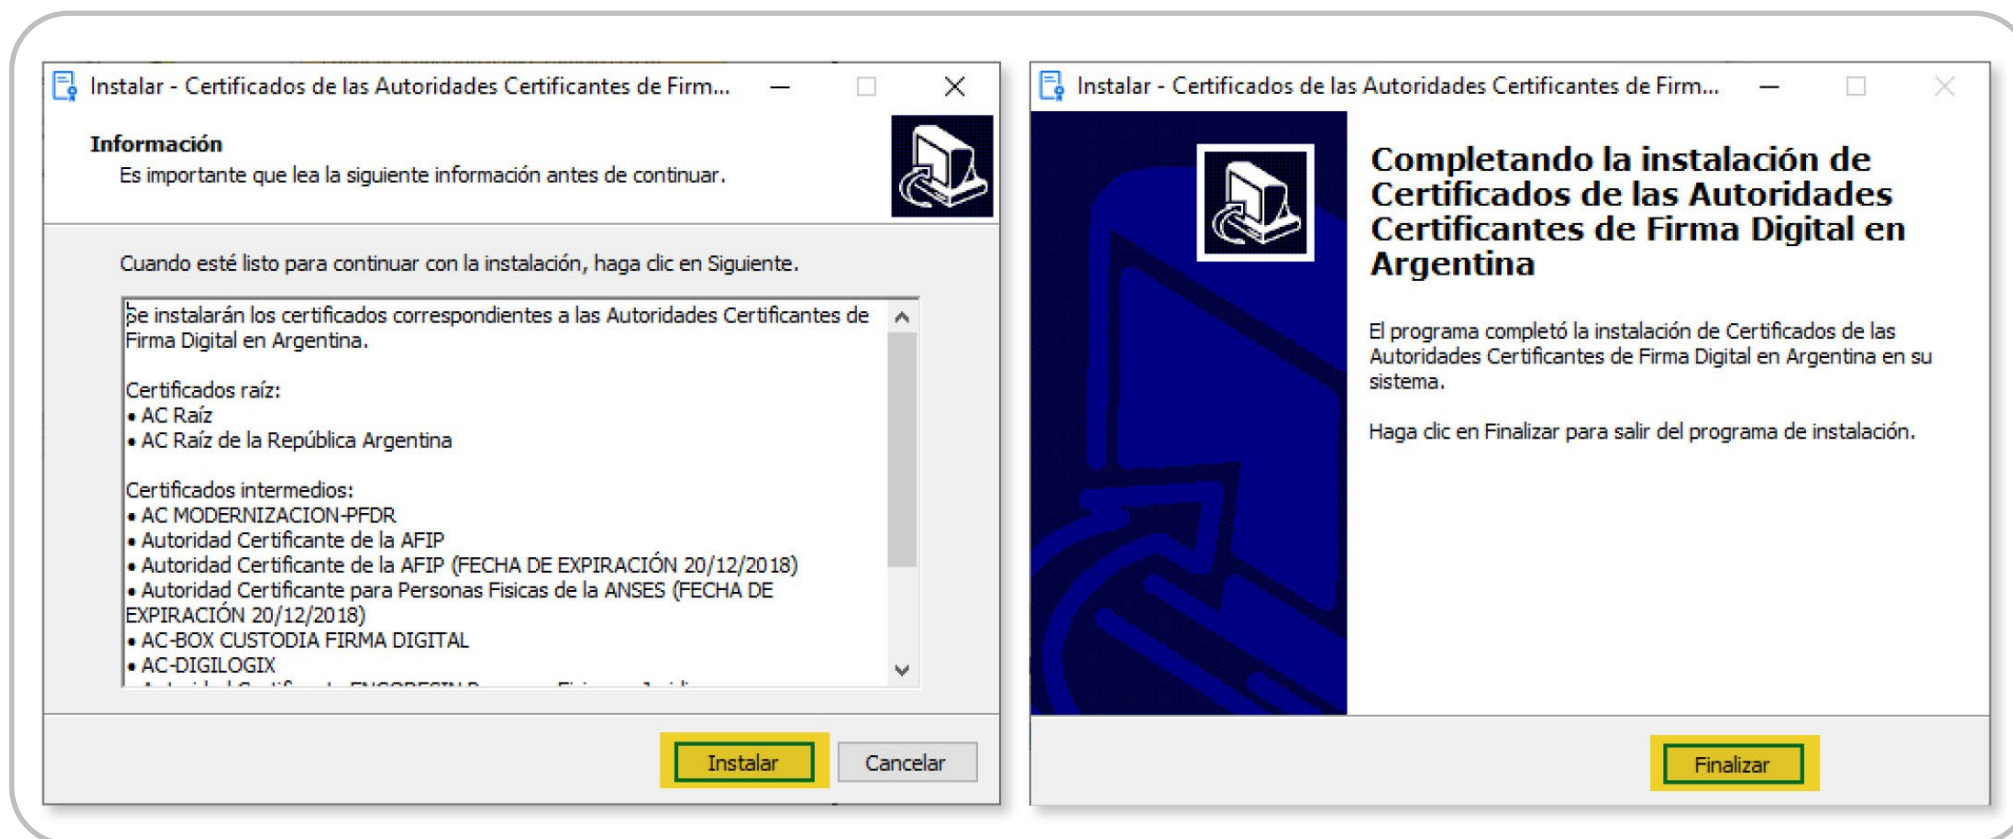 Instalar - Certificados de las Autoridades Certificantes de Firm...
Información
Es importante que lea la siguiente información antes de continuar.
Cuando esté listo para continuar con la instalación, haga clic en Siguiente.
Se instalarán los certificados correspondientes a las Autoridades Certificantes de
Firma Digital en Argentina.
Certificados raíz:
• AC Raíz
• AC Raíz de la República Argentina
Certificados intermedios:
• AC MODERNIZACION-PFDR
• Autoridad Certificante de la AFIP
• Autoridad Certificante de la AFIP (FECHA DE EXPIRACIÓN 20/12/2018)
• Autoridad Certificante para Personas Fisicas de la ANSES (FECHA DE
EXPIRACIÓN 20/12/2018)
• AC-BOX CUSTODIA FIRMA DIGITAL
• AC-DIGILOGIX
Instalar
Cancelar
Instalar - Certificados de las Autoridades Certificantes de Firm...
Completando la instalación de
Certificados de las Autoridades
Certificantes de Firma Digital en
Argentina
El programa completó la instalación de Certificados de las
Autoridades Certificantes de Firma Digital en Argentina en su
sistema.
Haga clic en Finalizar para salir del programa de instalación.
Finalizar